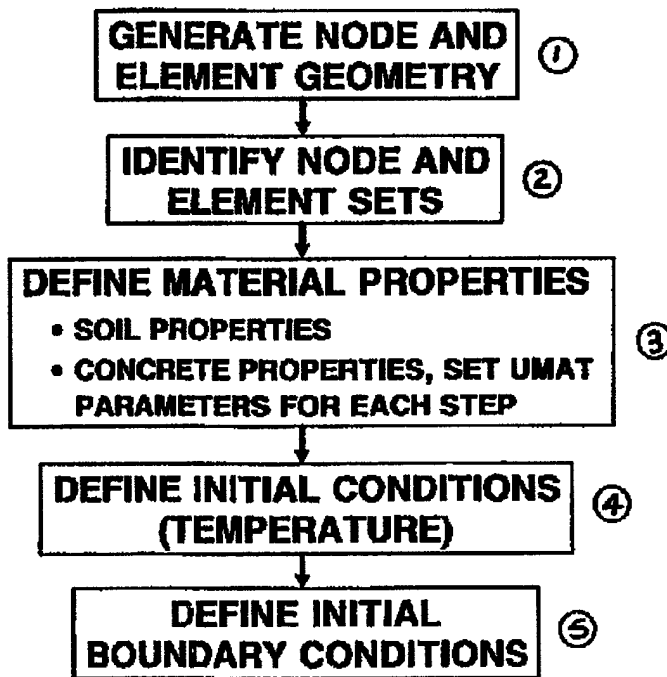 GENERATE NODE AND
ELEMENT GEOMETRY
①
IDENTIFY NODE AND
ELEMENT SETS
②
DEFINE MATERIAL PROPERTIES
• SOIL PROPERTIES
• CONCRETE PROPERTIES, SET UMAT
PARAMETERS FOR EACH STEP
③
DEFINE INITIAL CONDITIONS
(TEMPERATURE)
④
DEFINE INITIAL
BOUNDARY CONDITIONS
⑤